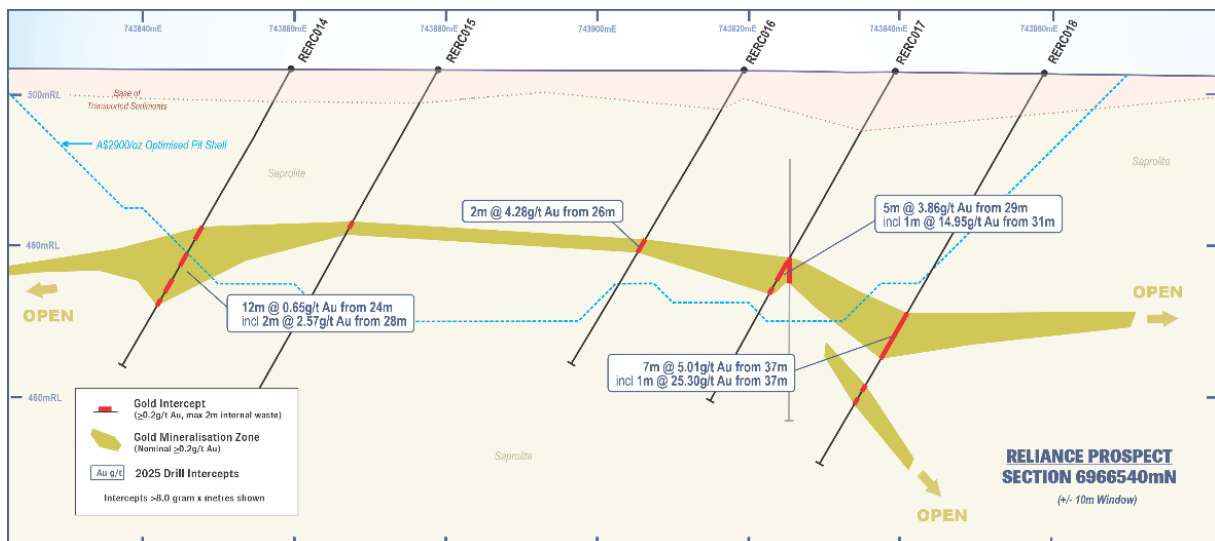 743840mE
743860mE
743880mE
743900mE
743820mE
743840mE
743860mE
RERC014
RERC015
RERC016
RERC017
RERC018
500mRL
Base of
Transported Sediments
A$2900/oz Optimised Pit Shell
Saprolite
Saprolite
2m @ 4.28g/t Au from 26m
5m @ 3.86g/t Au from 29m
incl 1m @ 14.95g/t Au from 31m
480mRL
OPEN
12m @ 0.65g/t Au from 24m
incl 2m @ 2.57g/t Au from 28m
OPEN
7m @ 5.01g/t Au from 37m
incl 1m @ 25.30g/t Au from 37m
460mRL
Gold Intercept
(≥0.2g/t Au, max 2m internal waste)
Gold Mineralisation Zone
(Nominal ≥0.2g/t Au)
Au g/t 2025 Drill Intercepts
Intercepts >8.0 gram x metres shown
Saprolite
RELIANCE PROSPECT
SECTION 6966540mN
(+/- 10m Window)
OPEN